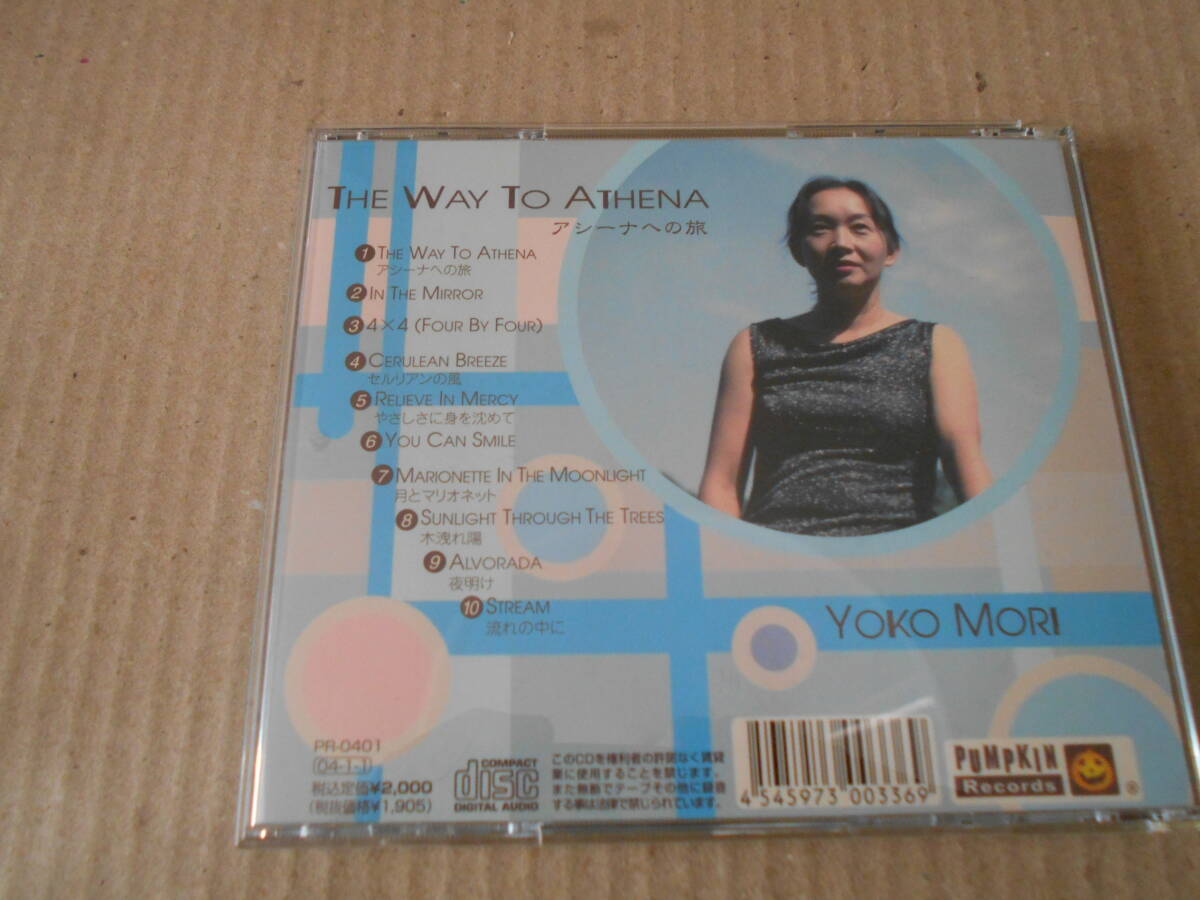 THE WAY TO ATHENA
アシーナへの旅
1 THE WAY TO ATHENA
アシーナへの旅
2 IN THE MIRROR
3 4×4 (FOUR BY FOUR)
4 CERULEAN BREEZE
セルリアンの風
5 RELIEVE IN MERCY
やさしさに身を沈めて
6 YOU CAN SMILE
7 MARIONETTE IN THE MOONLIGHT
月とマリオネット
8 SUNLIGHT THROUGH THE TREES
木洩れ陽
9 ALVORADA
夜明け
10 STREAM
流れの中に
YOKO MORI
PR-0401
04-1-1
税込定価¥2,000
(税抜価格¥1,905)
COMPACT
disc
DIGITAL AUDIO
このCDを権利者の許諾なく賃貸
業に使用することを禁じます。
また無断でテープその他に録音
する事は法律で禁じられています。
4 545973 003369
PUMPKIN
Records
®